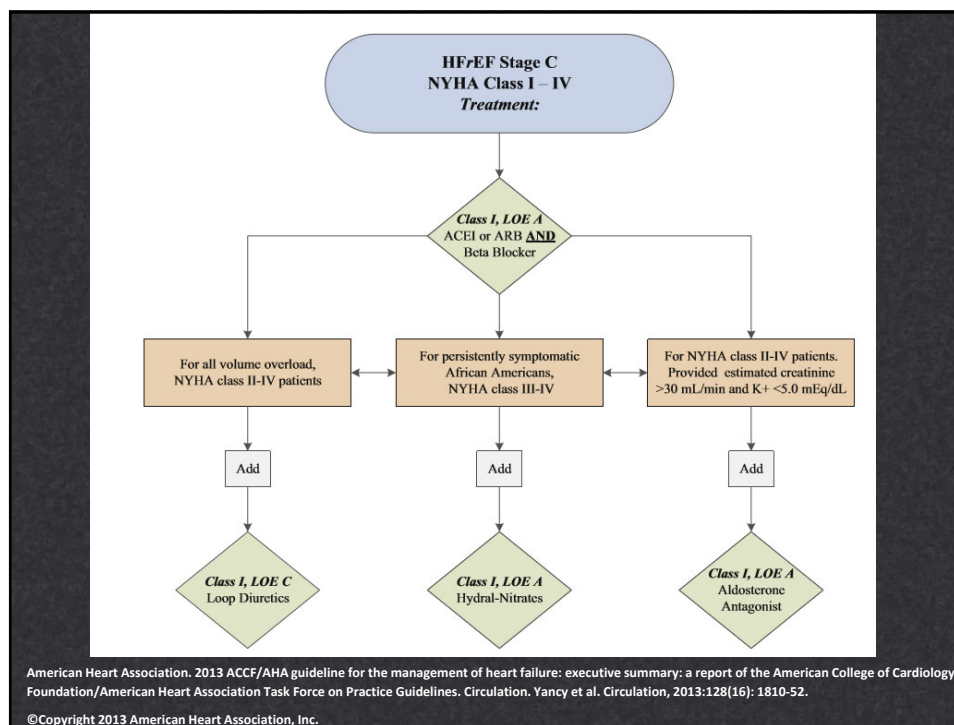 HFrEF Stage C
NYHA Class I – IV
Treatment:
Class I, LOE A
ACEI or ARB AND
Beta Blocker
For all volume overload,
NYHA class II-IV patients
For persistently symptomatic
African Americans,
NYHA class III-IV
For NYHA class II-IV patients.
Provided estimated creatinine
>30 mL/min and K+ <5.0 mEq/dL
Add
Add
Add
Class I, LOE C
Loop Diuretics
Class I, LOE A
Hydral-Nitrates
Class I, LOE A
Aldosterone
Antagonist
American Heart Association. 2013 ACCF/AHA guideline for the management of heart failure: executive summary: a report of the American College of Cardiology
Foundation/American Heart Association Task Force on Practice Guidelines. Circulation. Yancy et al. Circulation, 2013:128(16): 1810-52.
©Copyright 2013 American Heart Association, Inc.